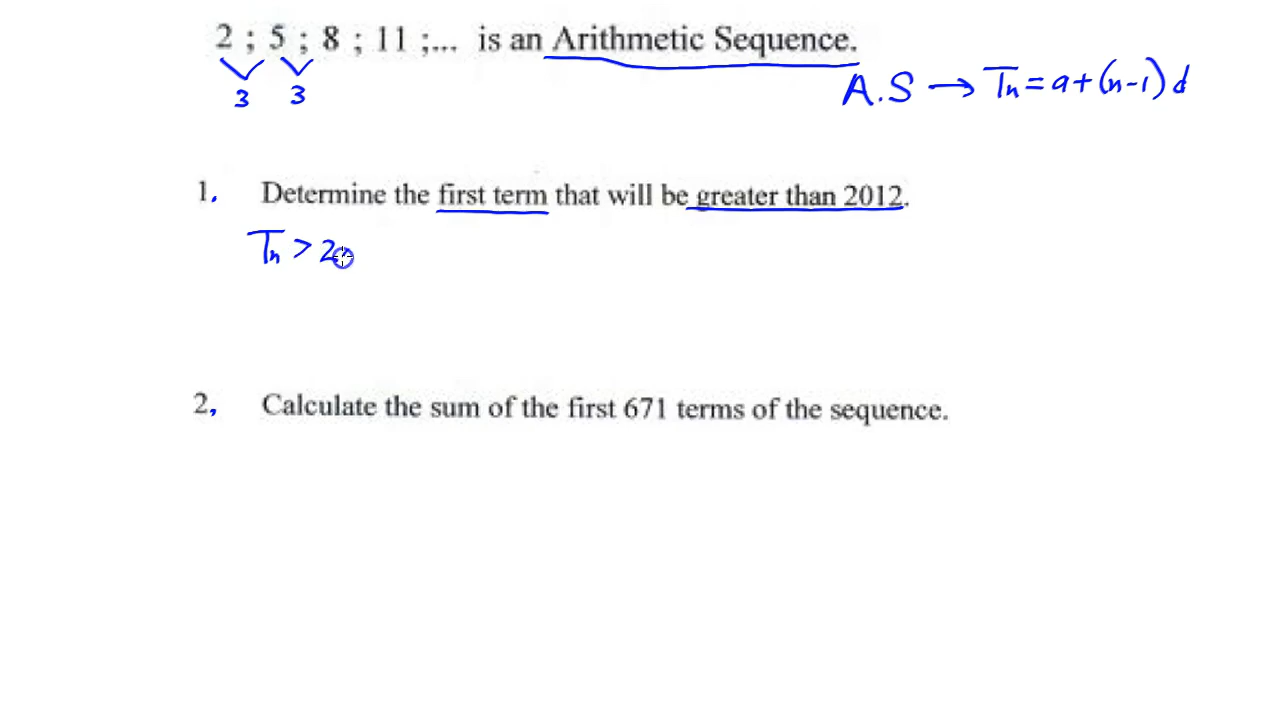 2 ; 5 ; 8 ; 11 ;... is an Arithmetic Sequence.
3 3
A.S → Tn = a + (n-1) d
1, Determine the first term that will be greater than 2012.
Tn > 2
2, Calculate the sum of the first 671 terms of the sequence.